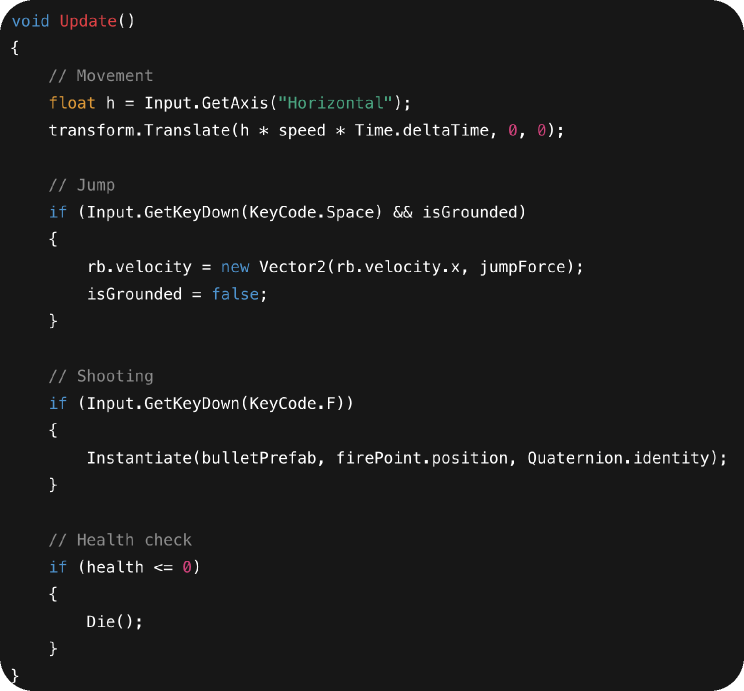 void Update()
{
    // Movement
    float h = Input.GetAxis("Horizontal");
    transform.Translate(h * speed * Time.deltaTime, 0, 0);

    // Jump
    if (Input.GetKeyDown(KeyCode.Space) && isGrounded)
    {
        rb.velocity = new Vector2(rb.velocity.x, jumpForce);
        isGrounded = false;
    }

    // Shooting
    if (Input.GetKeyDown(KeyCode.F))
    {
        Instantiate(bulletPrefab, firePoint.position, Quaternion.identity);
    }

    // Health check
    if (health <= 0)
    {
        Die();
    }
}